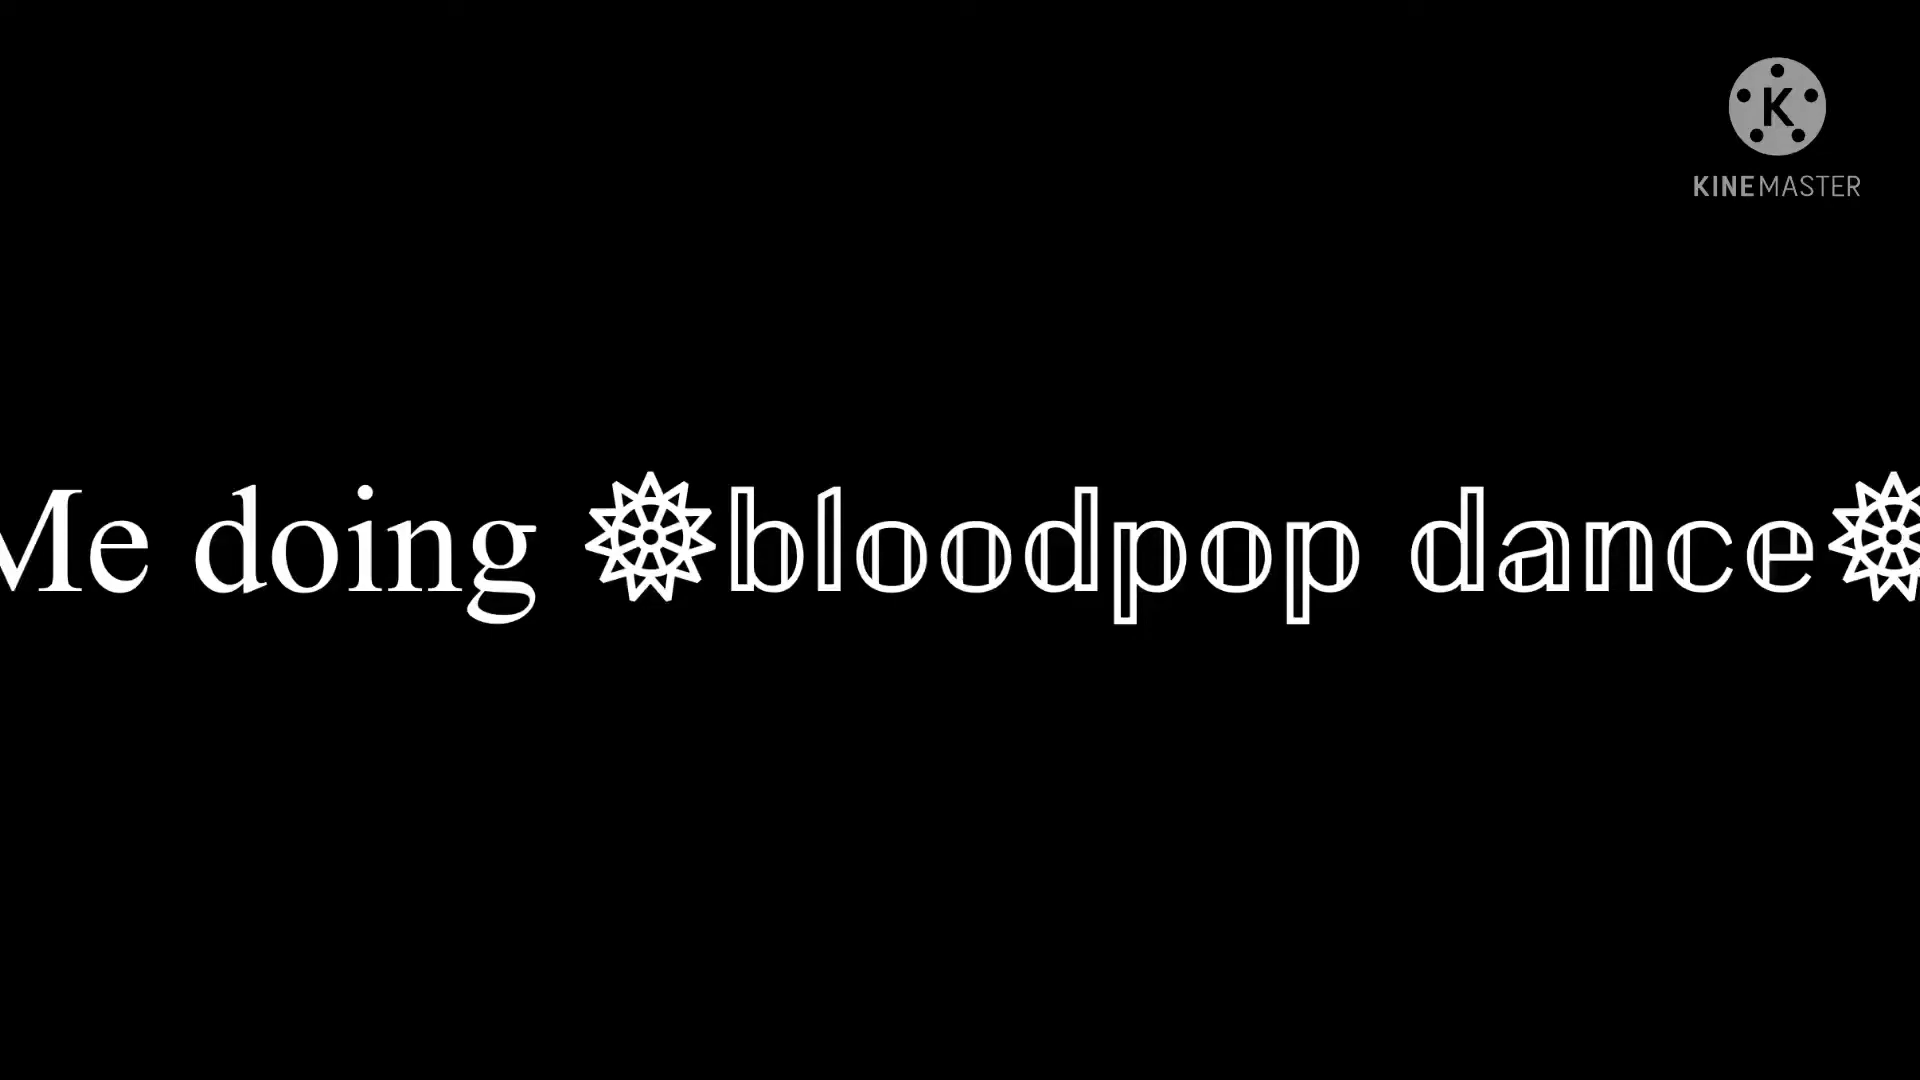 K
KINEMASTER
Me doing ❁𝕓𝕝𝕠𝕠𝕕𝕡𝕠𝕡 𝕕𝕒𝕟𝕔𝕖❁